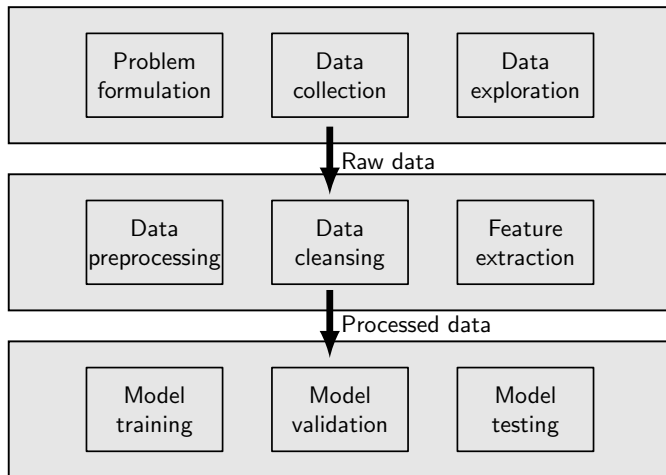 Problem
formulation
Data
collection
Data
exploration
Raw data
Data
preprocessing
Data
cleansing
Feature
extraction
Processed data
Model
training
Model
validation
Model
testing